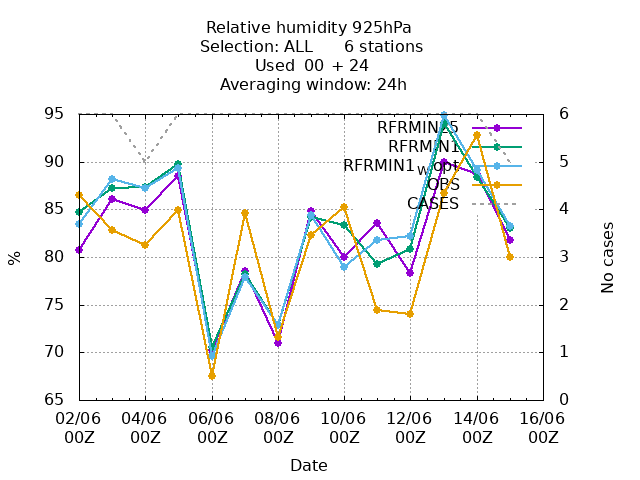 Relative humidity 925hPa
Selection: ALL 6 stations
Used 00 + 24
Averaging window: 24h
95
90
85
80
75
70
65
%
6
5
4
3
2
1
0
No cases
RFRMIN15
RFRMIN1
RFRMIN1w opt
OBS
CASES
02/06 04/06 06/06 08/06 10/06 12/06 14/06 16/06
00Z 00Z 00Z 00Z 00Z 00Z 00Z 00Z
Date